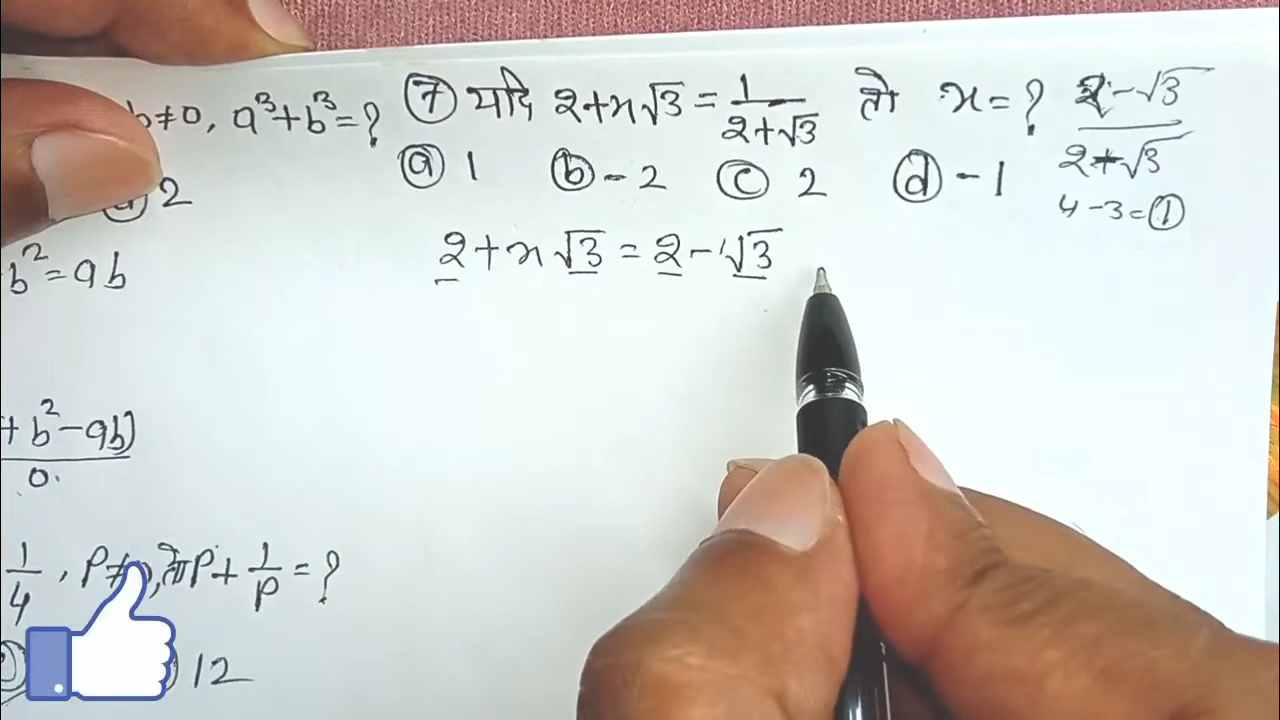 b≠0, a³+b³=?
2
b²=ab
+b²-ab)
0
1/4, P≠0, तो P+1/P=?
12
⑦ यदि 2+x√3=1/(2+√3) तो x=?
ⓐ 1 ⓑ -2 ⓒ 2 ⓓ -1
2+x√3=2-1√3
2-√3
2+√3
4-3=①